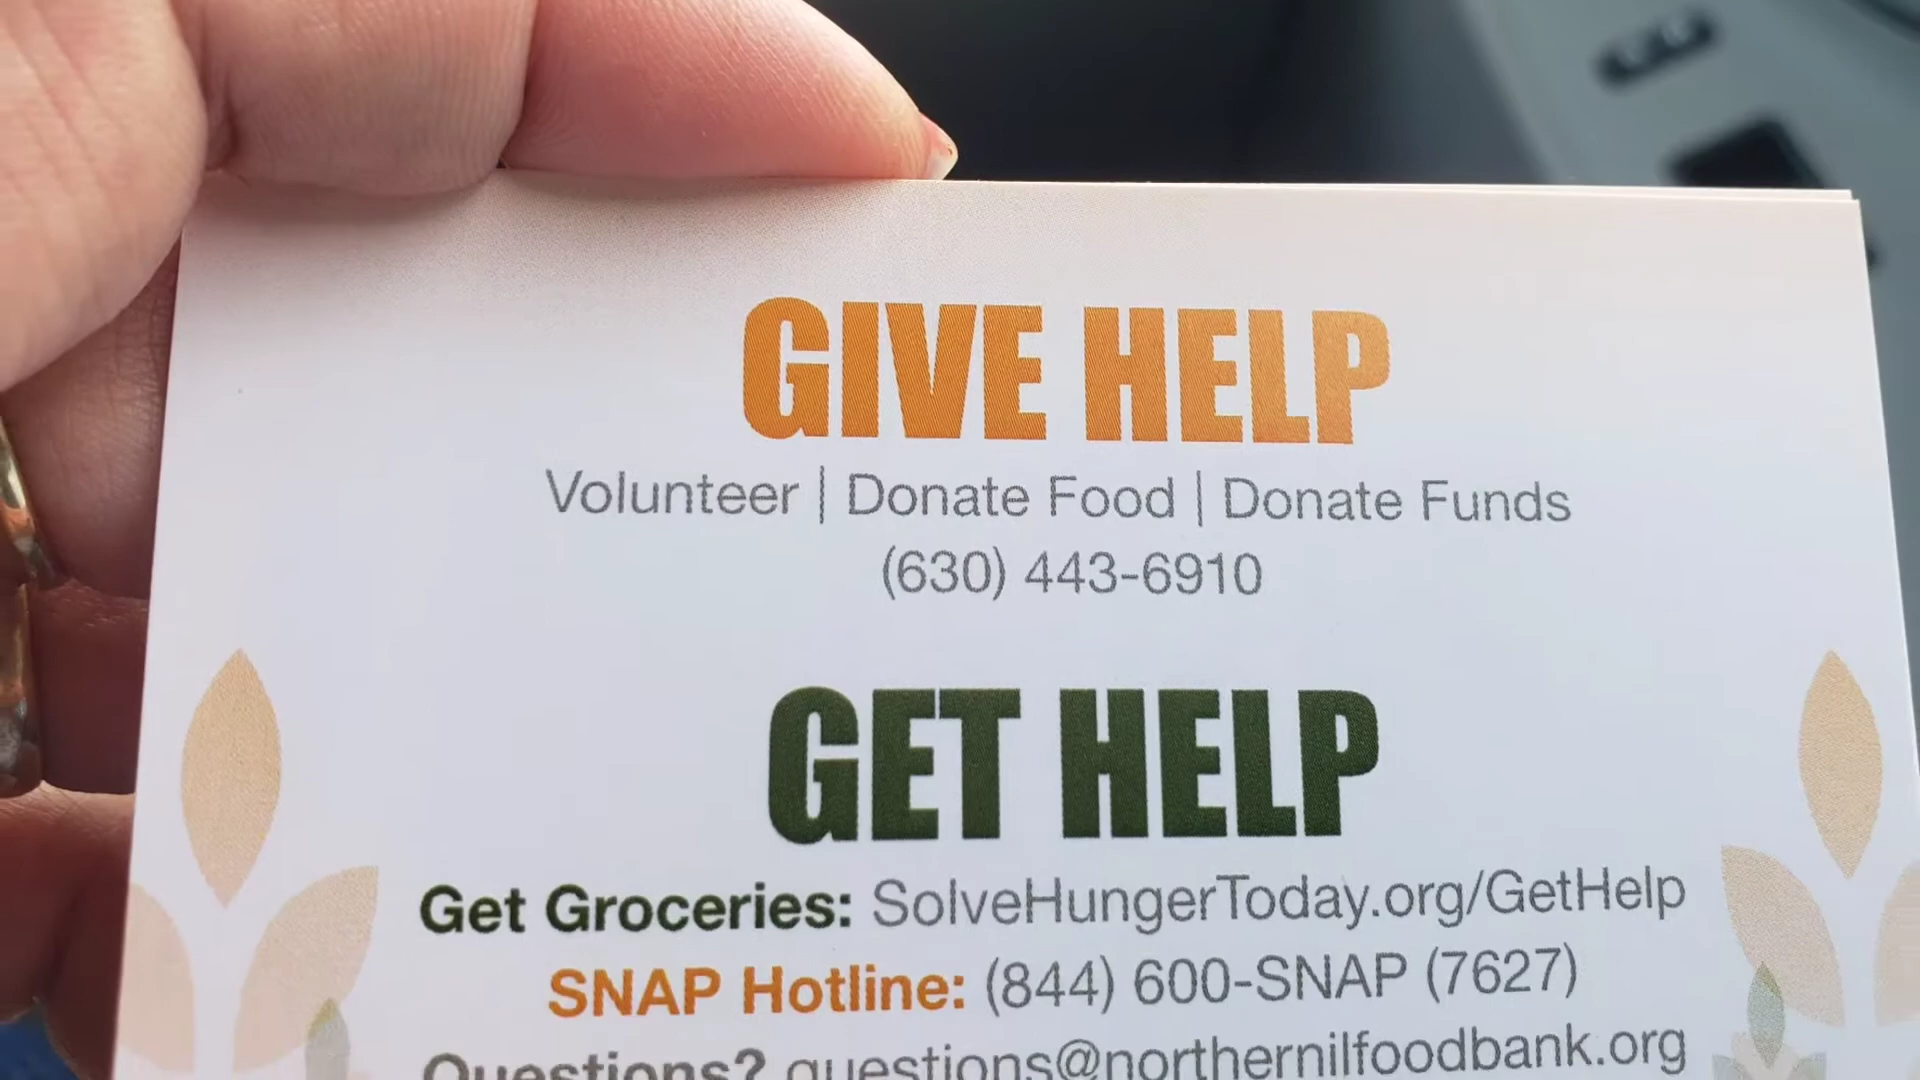 GIVE HELP
Volunteer | Donate Food | Donate Funds
(630) 443-6910
GET HELP
Get Groceries: SolveHungerToday.org/GetHelp
SNAP Hotline: (844) 600-SNAP (7627)
Questions? questions@northernilfoodbank.org